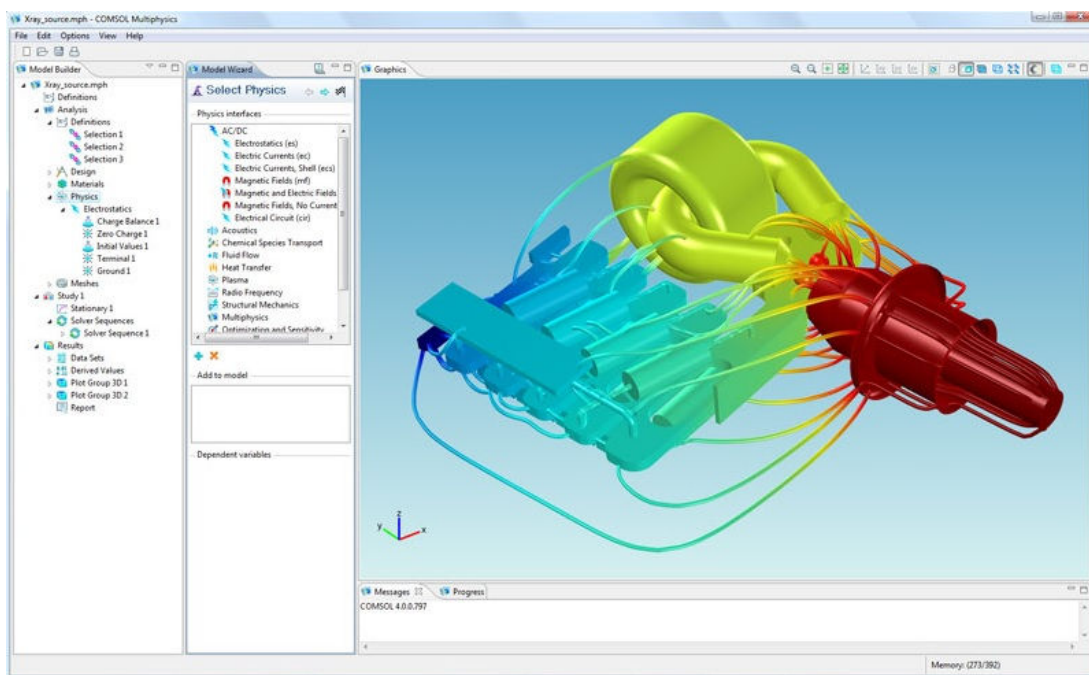 Xray_source.mph - COMSOL Multiphysics
File Edit Options View Help
Model Builder
Xray_source.mph
Definitions
Analysis
Definitions
Selection 1
Selection 2
Selection 3
Design
Materials
Physics
Electrostatics
Charge Balance 1
Zero Charge 1
Initial Values 1
Terminal 1
Ground 1
Meshes
Study 1
Stationary 1
Solver Sequences
Solver Sequence 1
Results
Data Sets
Derived Values
Plot Group 3D 1
Plot Group 3D 2
Report
Model Wizard
Select Physics
Physics interfaces
AC/DC
Electrostatics (es)
Electric Currents (ec)
Electric Currents, Shell (ecs)
Magnetic Fields (mf)
Magnetic and Electric Fields
Magnetic Fields, No Current
Electrical Circuit (cir)
Acoustics
Chemical Species Transport
Fluid Flow
Heat Transfer
Plasma
Radio Frequency
Structural Mechanics
Multiphysics
Optimization and Sensitivity
Add to model
Dependent variables
Graphics
z
y
x
Messages Progress
COMSOL 4.0.0.797
Memory: (273/392)